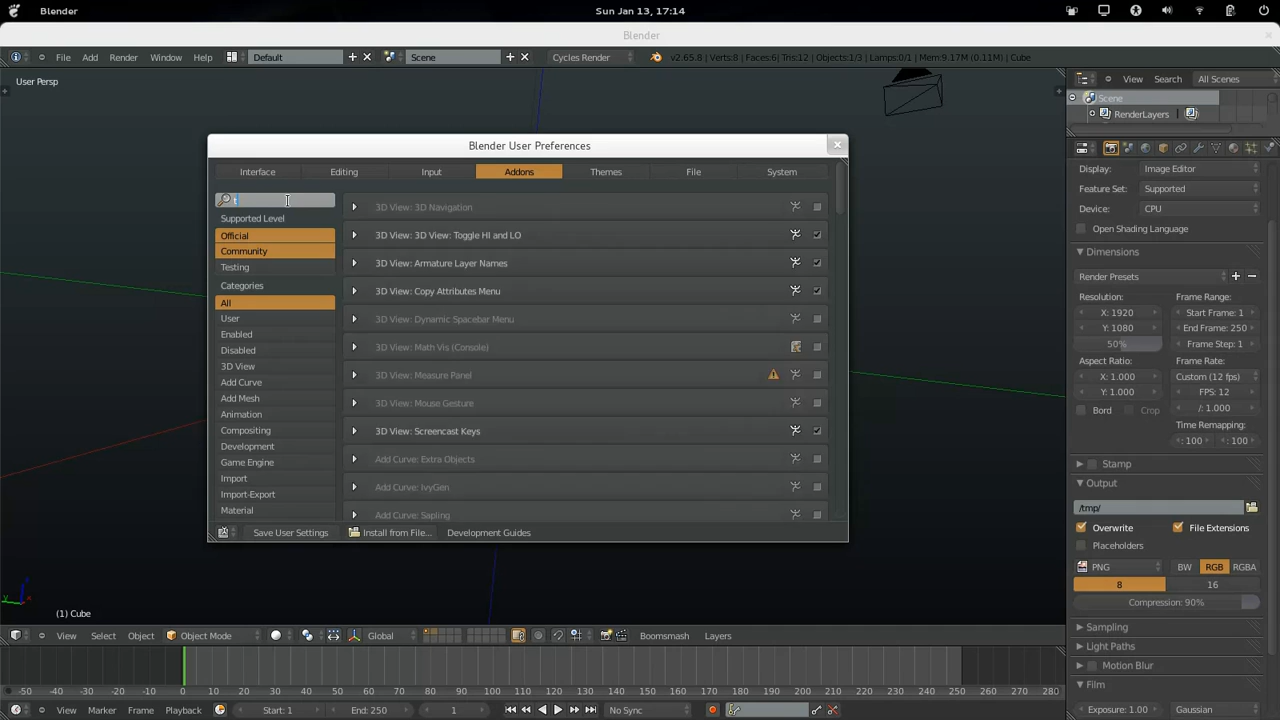 Blender
Sun Jan 13, 17:14
Blender
File Add Render Window Help Default Scene Cycles Render v2.65.8 | Verts:8 | Faces:6 | Tris:12 | Objects:1/3 | Lamps:0/1 | Mem:9.17M (0.11M) | Cube
View Search All Scenes
User Persp
Scene
RenderLayers
Blender User Preferences
Interface Editing Input Addons Themes File System
t
Supported Level
Official
Community
Testing
Categories
All
User
Enabled
Disabled
3D View
Add Curve
Add Mesh
Animation
Compositing
Development
Game Engine
Import
Import-Export
Material
3D View: 3D Navigation
3D View: 3D View: Toggle HI and LO
3D View: Armature Layer Names
3D View: Copy Attributes Menu
3D View: Dynamic Spacebar Menu
3D View: Math Vis (Console)
3D View: Measure Panel
3D View: Mouse Gesture
3D View: Screencast Keys
Add Curve: Extra Objects
Add Curve: IvyGen
Add Curve: Sapling
Save User Settings Install from File... Development Guides
Display: Image Editor
Feature Set: Supported
Device: CPU
Open Shading Language
Dimensions
Render Presets
Resolution: Frame Range:
X: 1920 Start Frame: 1
Y: 1080 End Frame: 250
50% Frame Step: 1
Aspect Ratio: Frame Rate:
X: 1.000 Custom (12 fps)
Y: 1.000 FPS: 12
Bord Crop /: 1.000
Time Remapping:
: 100 : 100
Stamp
Output
/tmp/
Overwrite File Extensions
Placeholders
PNG BW RGB RGBA
8 16
Compression: 90%
Sampling
Light Paths
Motion Blur
Film
Exposure: 1.00 Gaussian
(1) Cube
View Select Object Object Mode Global Boomsmash Layers
-50 -40 -30 -20 -10 0 10 20 30 40 50 60 70 80 90 100 110 120 130 140 150 160 170 180 190 200 210 220 230 240 250 260 270 280
View Marker Frame Playback Start: 1 End: 250 1 No Sync